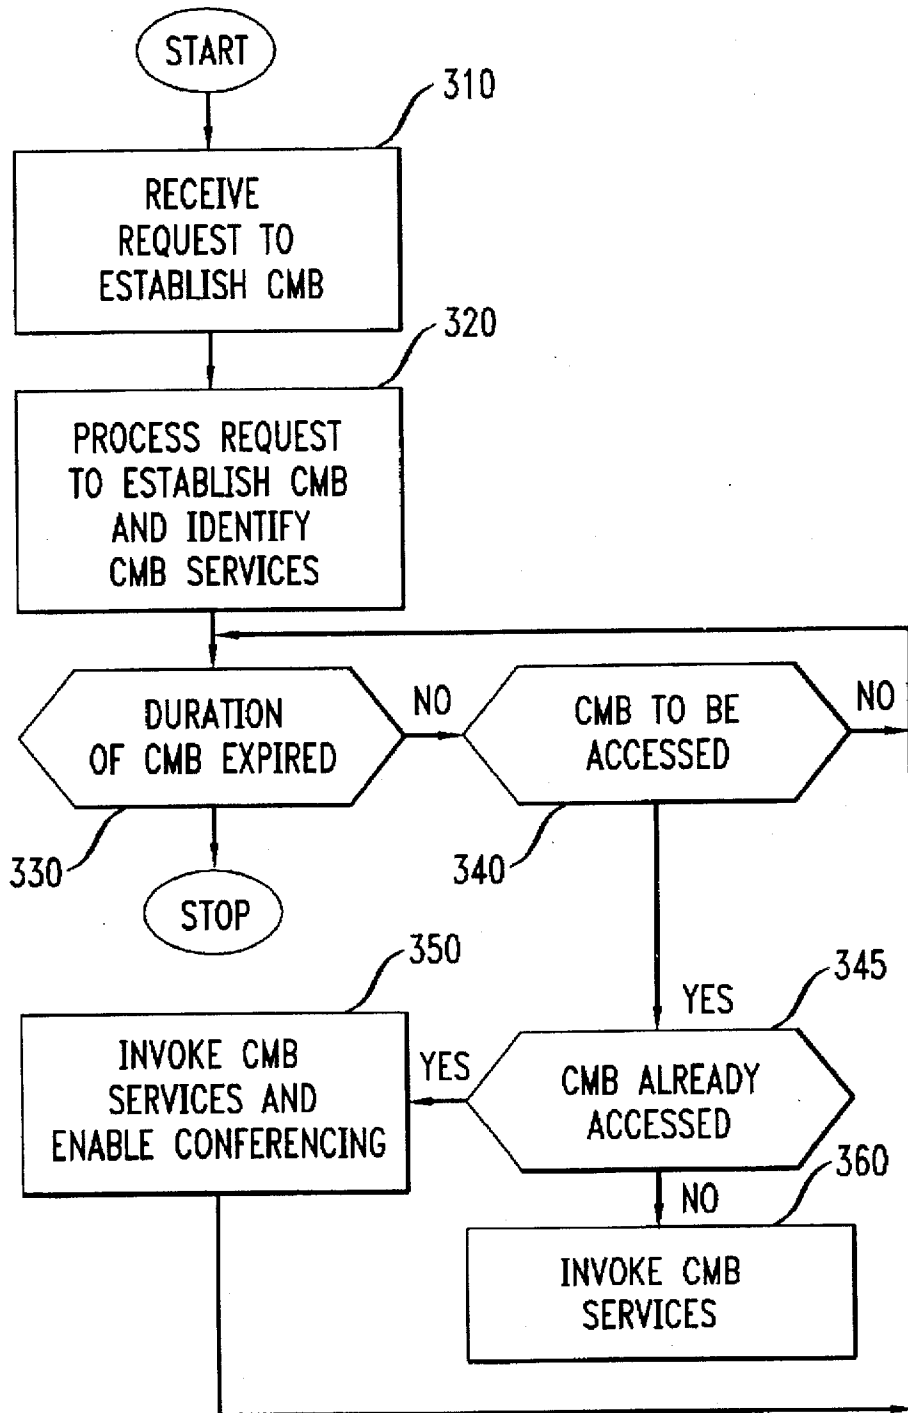 START
310
RECEIVE
REQUEST TO
ESTABLISH CMB
320
PROCESS REQUEST
TO ESTABLISH CMB
AND IDENTIFY
CMB SERVICES
DURATION
OF CMB EXPIRED
NO
CMB TO BE
ACCESSED
NO
330
340
STOP
350
YES
345
INVOKE CMB
SERVICES AND
ENABLE CONFERENCING
YES
CMB ALREADY
ACCESSED
360
NO
INVOKE CMB
SERVICES